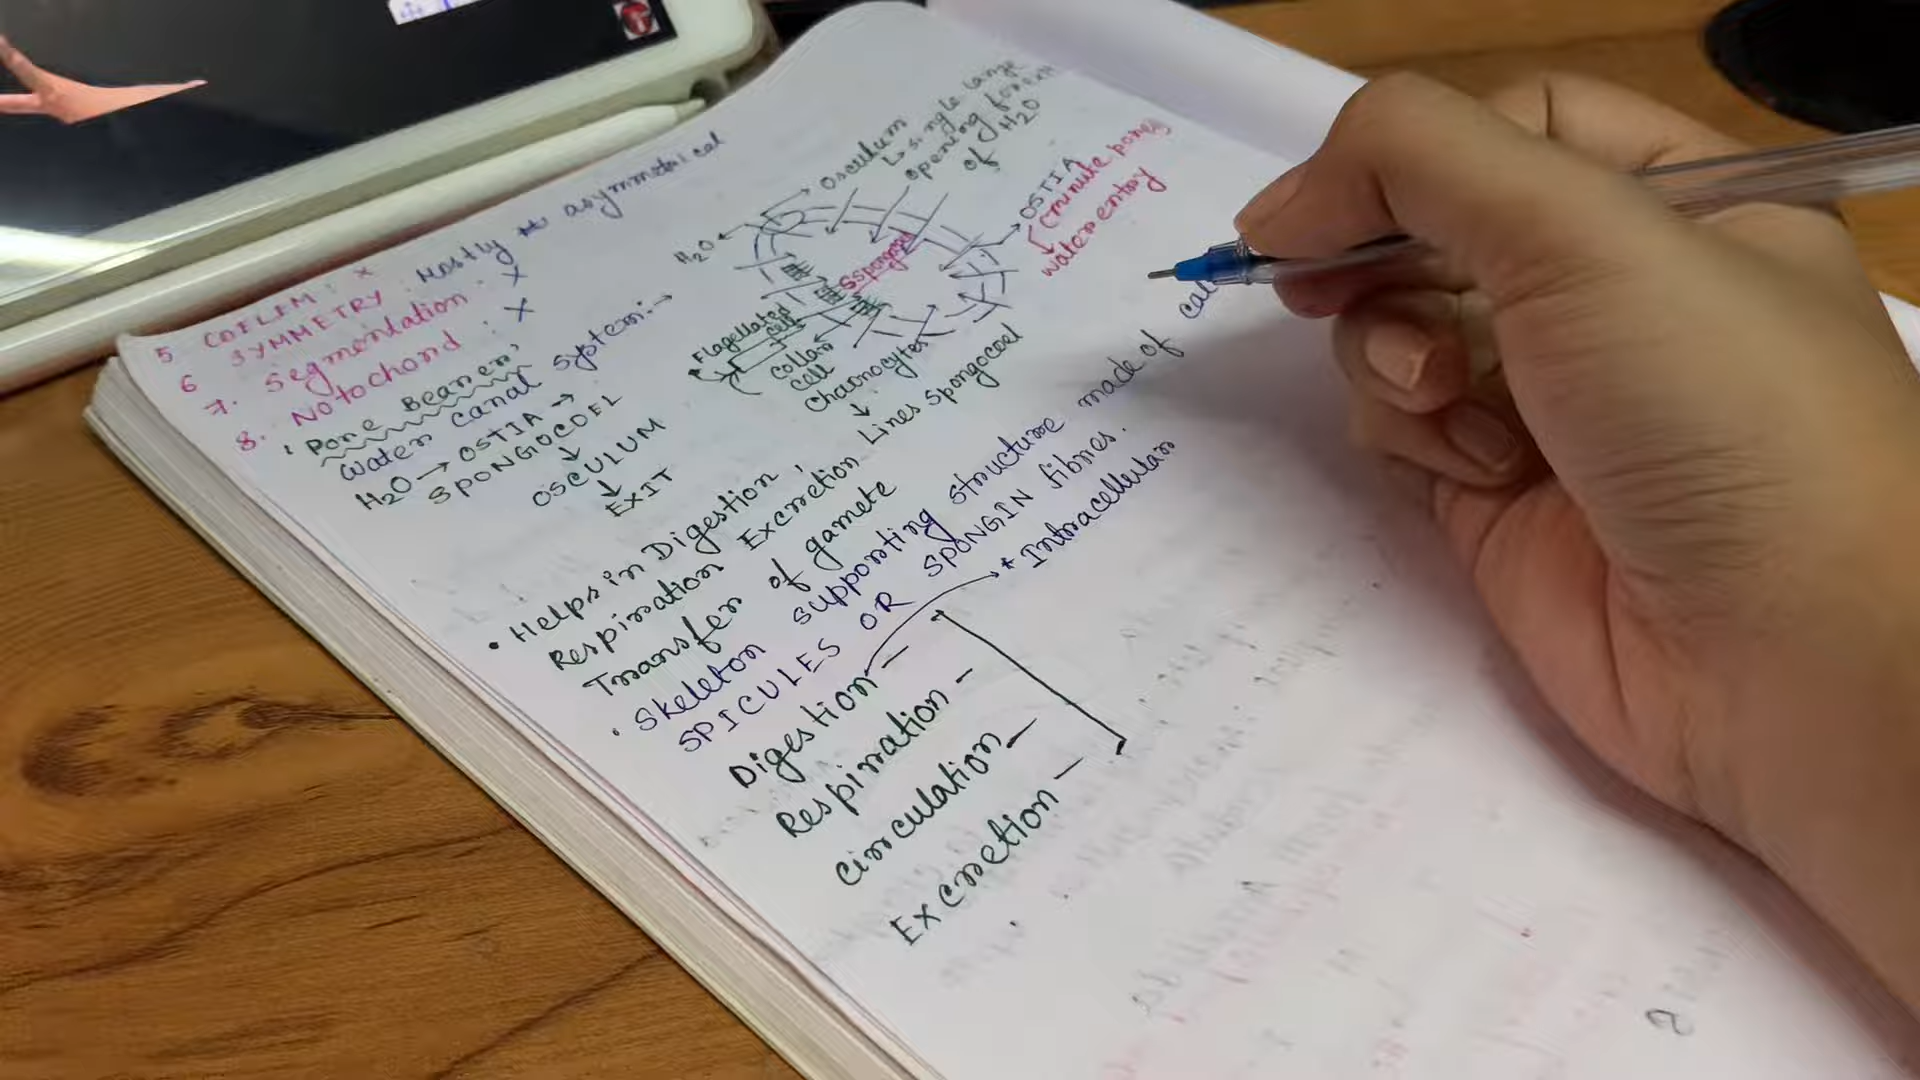 5 COELEM : x
6 SYMMETRY : Mostly asymmetrical
7. segmentation : X
8. Notochord : X
Pore Bearer,
water canal system:→
H2O → OSTIA →
SPONGOCOEL
↓
OSCULUM
↓
EXIT
Osculum
↳ single large
opening for exit
of H2O
H2O
OSTIA
(minute pores
water entry
Flagellated
cell
Collar
cell
Choanocytes
↓
Lines spongocoel
• Helps in Digestion,
Respiration Excretion
Transfer of gamete
• Skeleton supporting structure made of cal
SPICULES OR SPONGIN fibres.
Digestion —
* Intracellular
Respiration -
circulation —
Excretion —